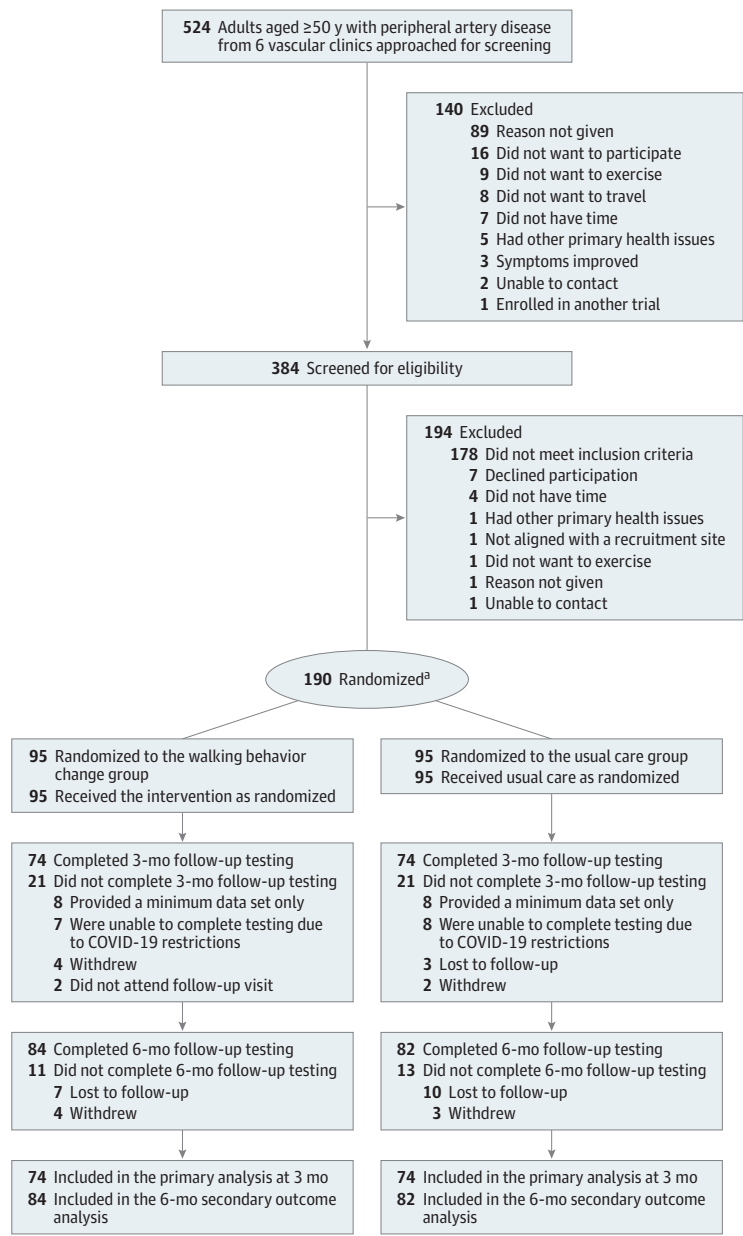 524 Adults aged ≥50 y with peripheral artery disease
from 6 vascular clinics approached for screening
140 Excluded
89 Reason not given
16 Did not want to participate
9 Did not want to exercise
8 Did not want to travel
7 Did not have time
5 Had other primary health issues
3 Symptoms improved
2 Unable to contact
1 Enrolled in another trial
384 Screened for eligibility
194 Excluded
178 Did not meet inclusion criteria
7 Declined participation
4 Did not have time
1 Had other primary health issues
1 Not aligned with a recruitment site
1 Did not want to exercise
1 Reason not given
1 Unable to contact
190 Randomizedᵃ
95 Randomized to the walking behavior
change group
95 Received the intervention as randomized
95 Randomized to the usual care group
95 Received usual care as randomized
74 Completed 3-mo follow-up testing
21 Did not complete 3-mo follow-up testing
8 Provided a minimum data set only
7 Were unable to complete testing due
to COVID-19 restrictions
4 Withdrew
2 Did not attend follow-up visit
74 Completed 3-mo follow-up testing
21 Did not complete 3-mo follow-up testing
8 Provided a minimum data set only
8 Were unable to complete testing due
to COVID-19 restrictions
3 Lost to follow-up
2 Withdrew
84 Completed 6-mo follow-up testing
11 Did not complete 6-mo follow-up testing
7 Lost to follow-up
4 Withdrew
82 Completed 6-mo follow-up testing
13 Did not complete 6-mo follow-up testing
10 Lost to follow-up
3 Withdrew
74 Included in the primary analysis at 3 mo
84 Included in the 6-mo secondary outcome
analysis
74 Included in the primary analysis at 3 mo
82 Included in the 6-mo secondary outcome
analysis